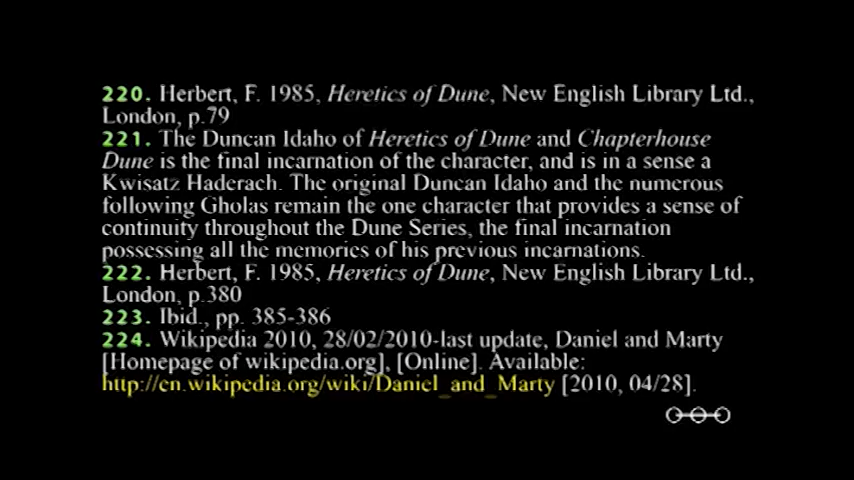 220. Herbert, F. 1985, Heretics of Dune, New English Library Ltd.,
London, p.79
221. The Duncan Idaho of Heretics of Dune and Chapterhouse
Dune is the final incarnation of the character, and is in a sense a
Kwisatz Haderach. The original Duncan Idaho and the numerous
following Gholas remain the one character that provides a sense of
continuity throughout the Dune Series, the final incarnation
possessing all the memories of his previous incarnations.
222. Herbert, F. 1985, Heretics of Dune, New English Library Ltd.,
London, p.380
223. Ibid., pp. 385-386
224. Wikipedia 2010, 28/02/2010-last update, Daniel and Marty
[Homepage of wikipedia.org], [Online]. Available:
http://en.wikipedia.org/wiki/Daniel_and_Marty [2010, 04/28].